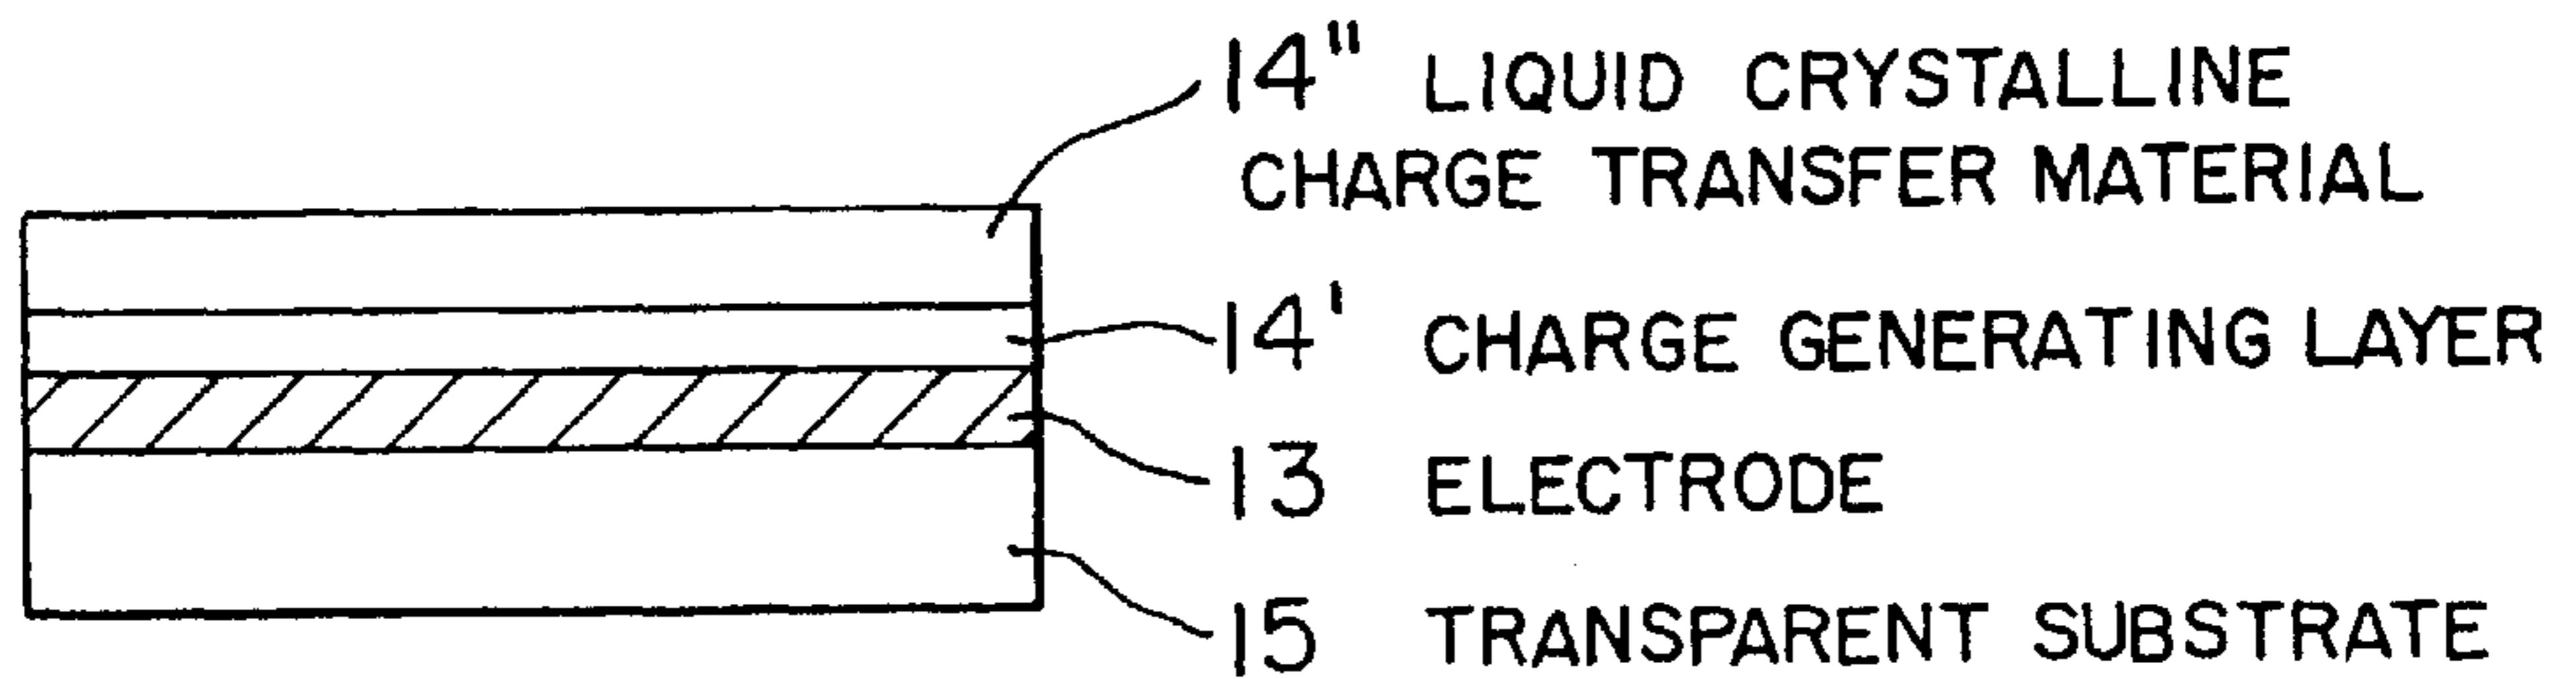 14" LIQUID CRYSTALLINE
CHARGE TRANSFER MATERIAL
14' CHARGE GENERATING LAYER
13 ELECTRODE
15 TRANSPARENT SUBSTRATE